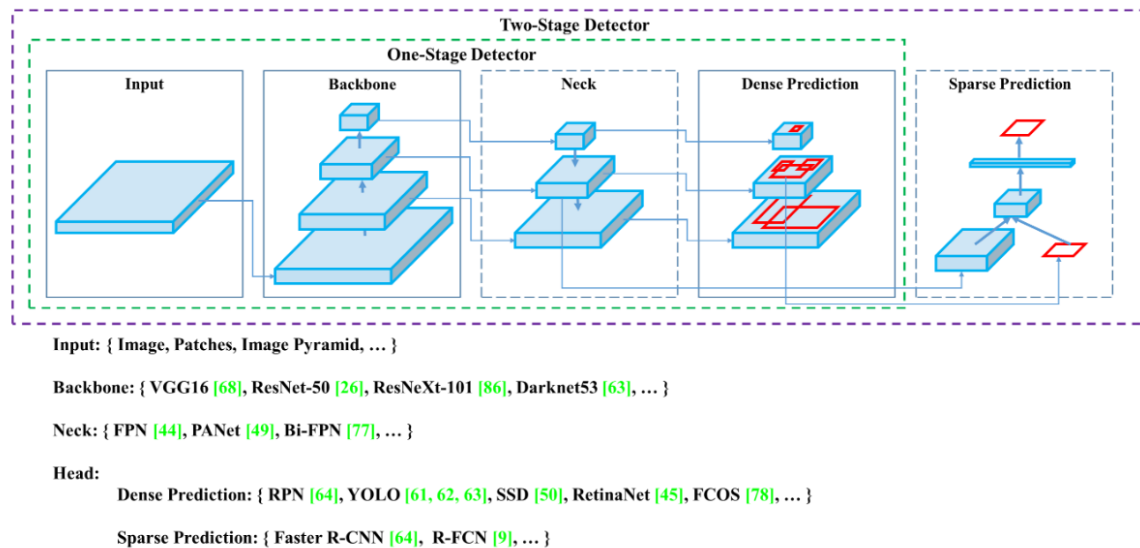 Two-Stage Detector
One-Stage Detector
Input
Backbone
Neck
Dense Prediction
Sparse Prediction
Input: { Image, Patches, Image Pyramid, … }
Backbone: { VGG16 [68], ResNet-50 [26], ResNeXt-101 [86], Darknet53 [63], … }
Neck: { FPN [44], PANet [49], Bi-FPN [77], … }
Head:
Dense Prediction: { RPN [64], YOLO [61, 62, 63], SSD [50], RetinaNet [45], FCOS [78], … }
Sparse Prediction: { Faster R-CNN [64], R-FCN [9], … }